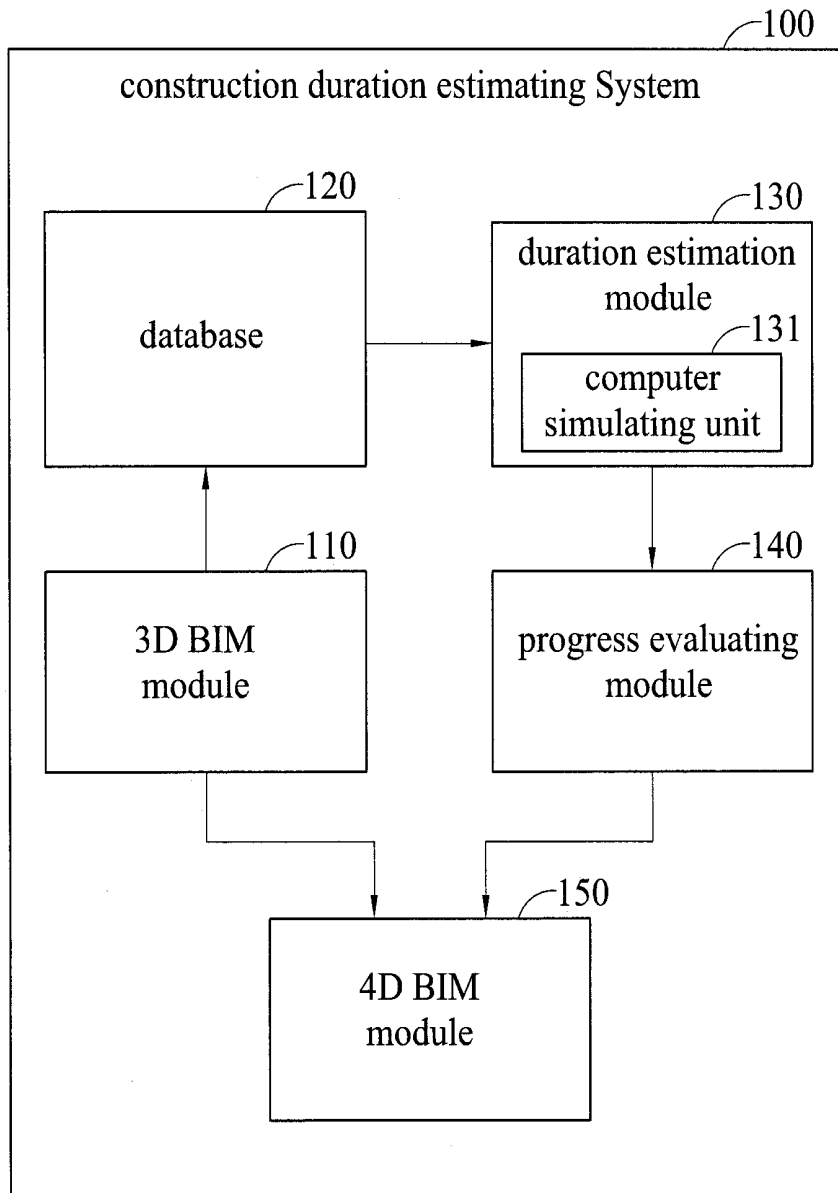 100
construction duration estimating System
120
database
130
duration estimation
module
131
computer
simulating unit
110
3D BIM
module
140
progress evaluating
module
150
4D BIM
module